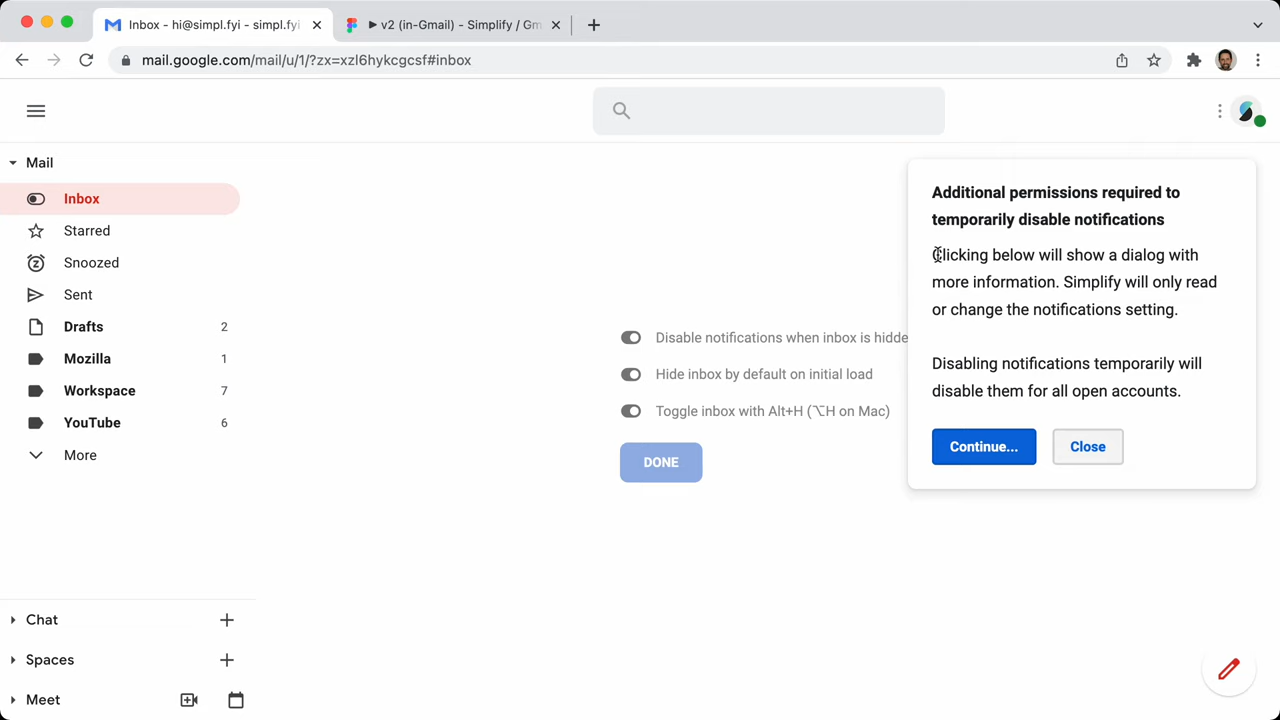 Inbox - hi@simpl.fyi - simpl.fyi
v2 (in-Gmail) - Simplify / Gm
mail.google.com/mail/u/1/?zx=xzl6hykcgcsf#inbox
Mail
Inbox
Starred
Snoozed
Sent
Drafts 2
Mozilla 1
Workspace 7
YouTube 6
More
Disable notifications when inbox is hidde
Hide inbox by default on initial load
Toggle inbox with Alt+H (⌥H on Mac)
DONE
Additional permissions required to
temporarily disable notifications
Clicking below will show a dialog with
more information. Simplify will only read
or change the notifications setting.
Disabling notifications temporarily will
disable them for all open accounts.
Continue...
Close
Chat
Spaces
Meet